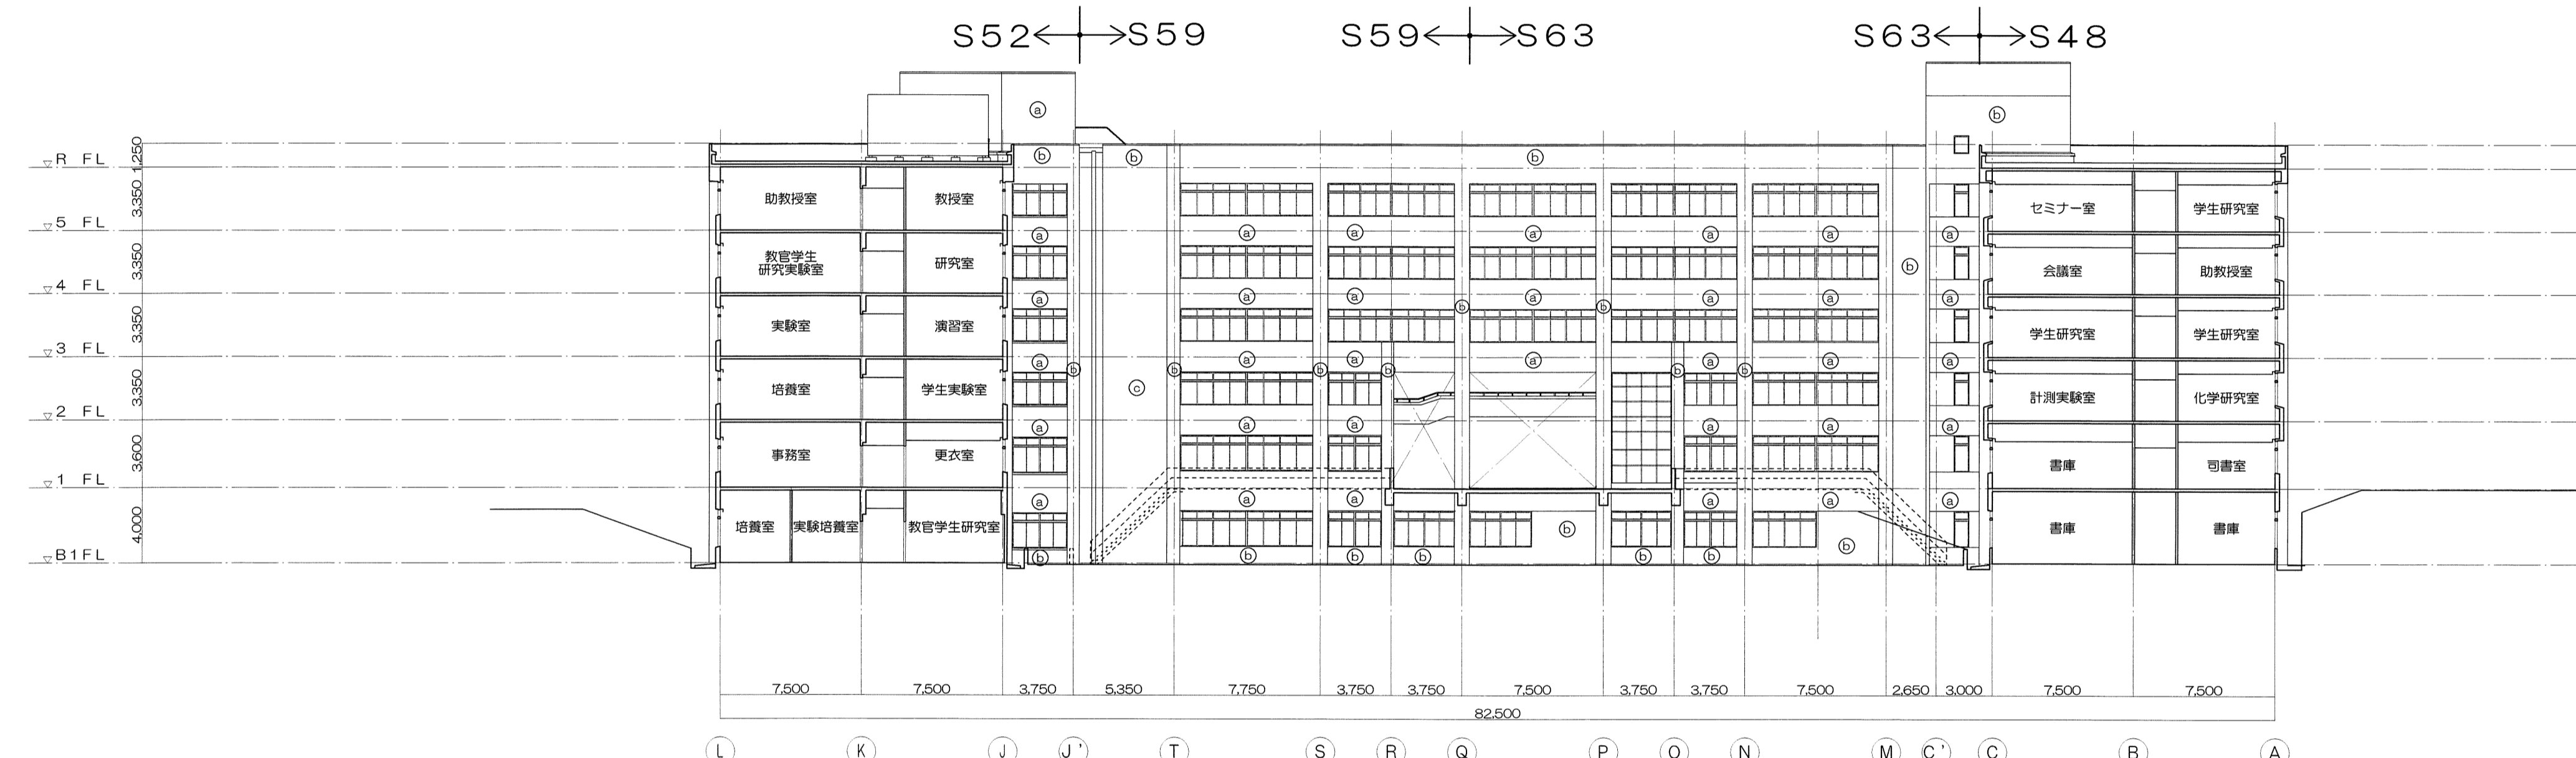 S52 S59
S59 S63
S63 S48
ⓐ
ⓑ
R FL
1,250
ⓑ ⓑ ⓑ
3,350
助教授室 教授室
セミナー室 学生研究室
5 FL
ⓐ ⓐ ⓐ ⓐ ⓐ ⓐ ⓐ
3,350
教官学生
研究実験室
研究室
ⓑ
会議室 助教授室
4 FL
ⓐ ⓐ ⓐ ⓐ ⓐ ⓐ ⓐ
ⓑ ⓑ
3,350
実験室 演習室
学生研究室 学生研究室
3 FL
ⓐ ⓐ ⓐ ⓐ ⓐ ⓐ ⓐ
ⓑ ⓑ ⓑ ⓑ ⓑ ⓑ
3,350
培養室 学生実験室
ⓒ
計測実験室 化学研究室
2 FL
ⓐ ⓐ ⓐ ⓐ ⓐ ⓐ
3,600
事務室 更衣室
書庫 司書室
1 FL
ⓐ ⓐ ⓐ ⓐ ⓐ ⓐ
4,000
培養室 実験培養室 教官学生研究室
ⓑ
書庫 書庫
ⓑ
B1FL
ⓑ ⓑ ⓑ ⓑ ⓑ ⓑ
7,500 7,500 3,750 5,350 7,750 3,750 3,750 7,500 3,750 3,750 7,500 2,650 3,000 7,500 7,500
82,500
L K J J' T S R Q P O N M C' C B A